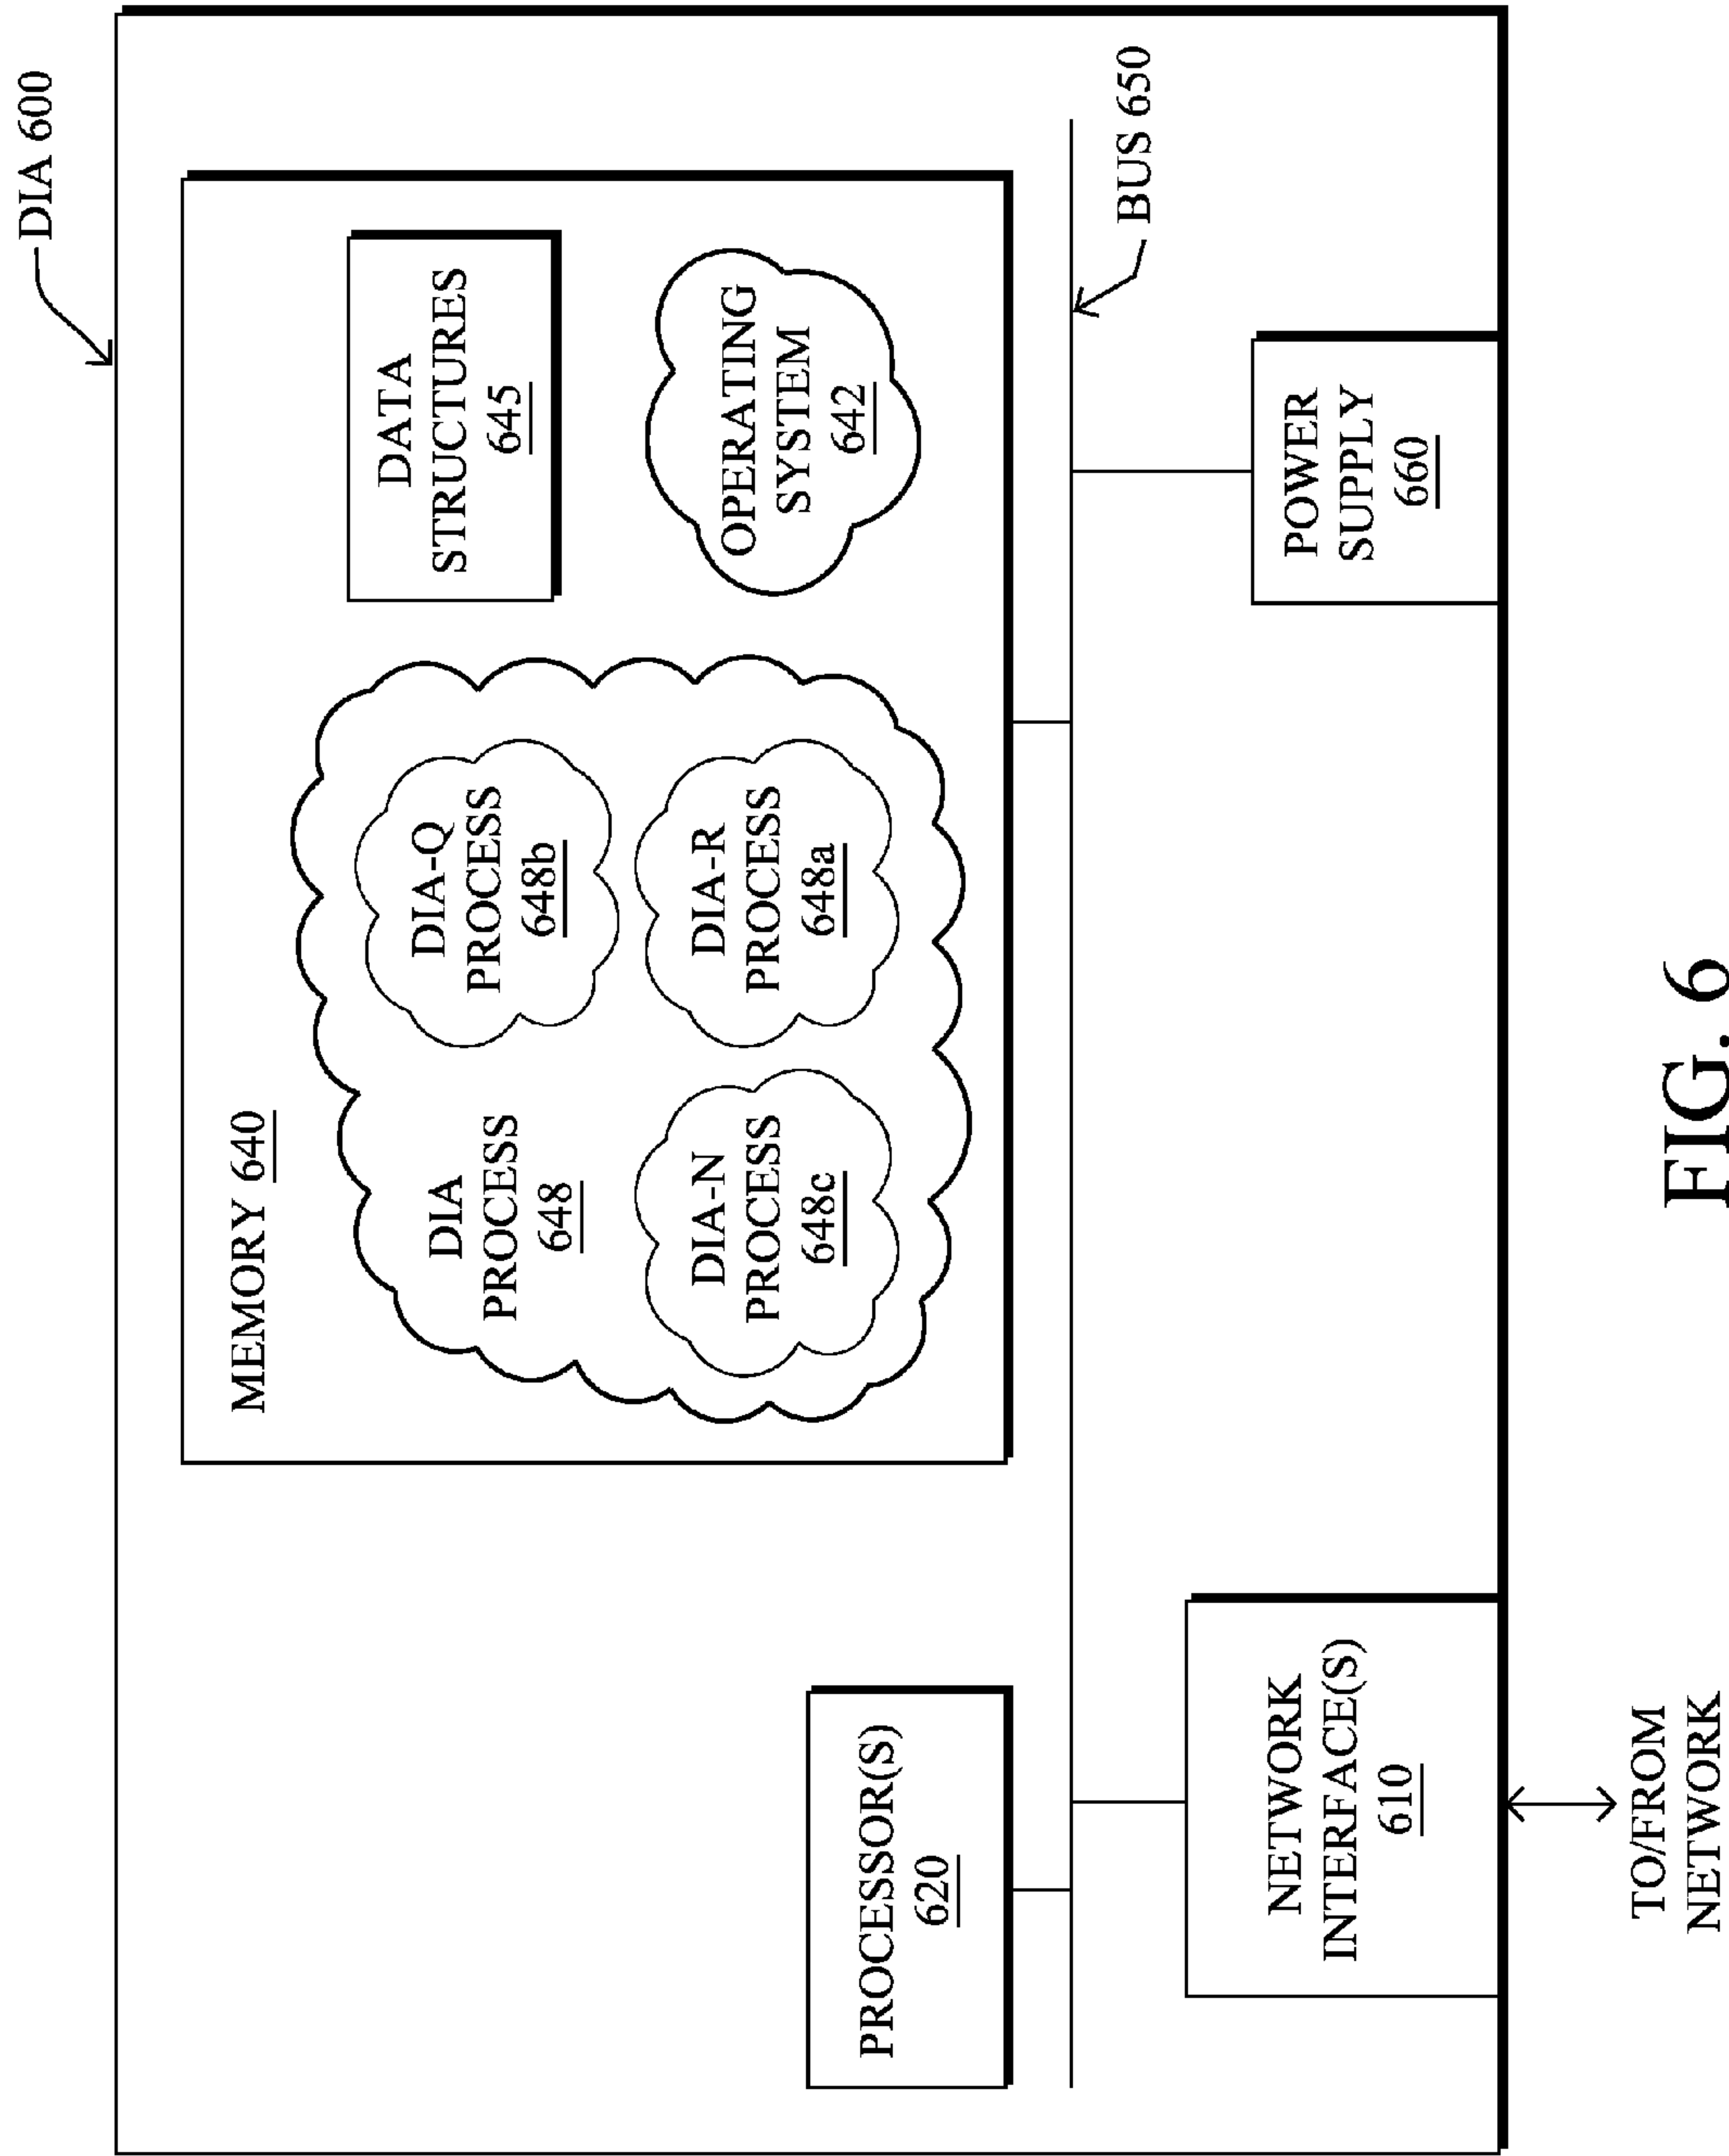 DIA 600
MEMORY 640
DIA
PROCESS
648
DIA-Q
PROCESS
648b
DATA
STRUCTURES
645
DIA-N
PROCESS
648c
DIA-R
PROCESS
648a
OPERATING
SYSTEM
642
PROCESSOR(S)
620
BUS 650
NETWORK
INTERFACE(S)
610
POWER
SUPPLY
660
TO/FROM
NETWORK
FIG. 6